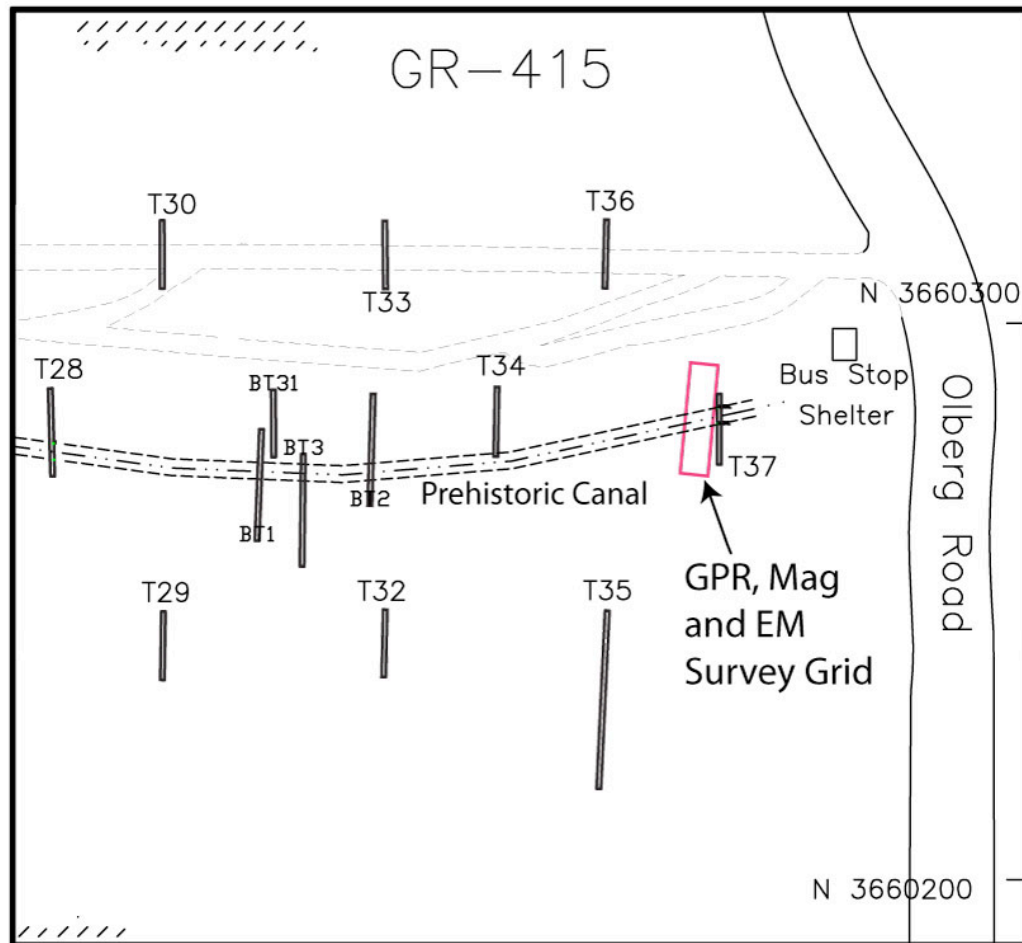 GR-415
T30
T36
T33
N 3660300
T28
BT31
T34
Bus Stop
Shelter
BT3
T37
Prehistoric Canal
BT2
BT1
Olberg Road
GPR, Mag
and EM
Survey Grid
T29
T32
T35
N 3660200